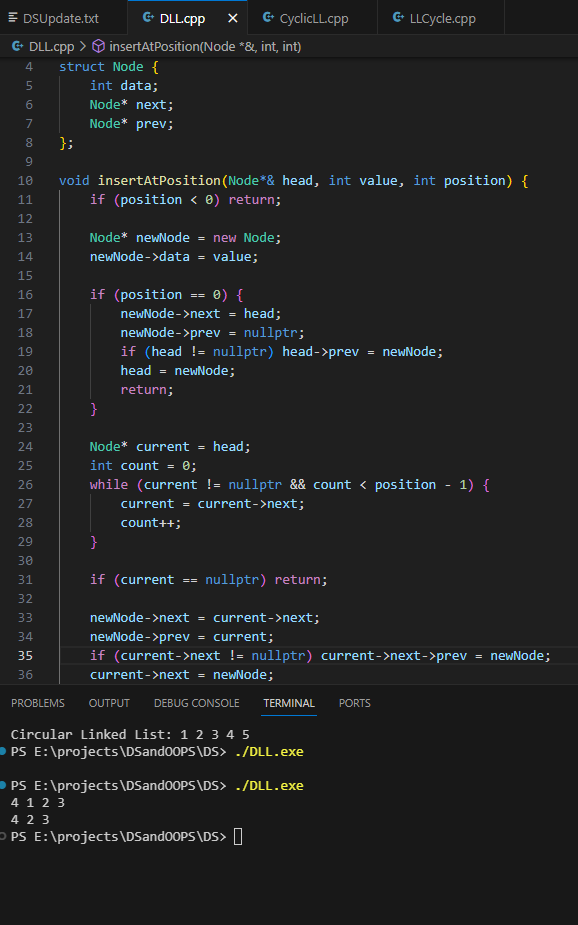 DSUpdate.txt DLL.cpp CyclicLL.cpp LLCycle.cpp
DLL.cpp > insertAtPosition(Node *&, int, int)
4 struct Node {
5 int data;
6 Node* next;
7 Node* prev;
8 };
9
10 void insertAtPosition(Node*& head, int value, int position) {
11 if (position < 0) return;
12
13 Node* newNode = new Node;
14 newNode->data = value;
15
16 if (position == 0) {
17 newNode->next = head;
18 newNode->prev = nullptr;
19 if (head != nullptr) head->prev = newNode;
20 head = newNode;
21 return;
22 }
23
24 Node* current = head;
25 int count = 0;
26 while (current != nullptr && count < position - 1) {
27 current = current->next;
28 count++;
29 }
30
31 if (current == nullptr) return;
32
33 newNode->next = current->next;
34 newNode->prev = current;
35 if (current->next != nullptr) current->next->prev = newNode;
36 current->next = newNode;
PROBLEMS OUTPUT DEBUG CONSOLE TERMINAL PORTS
Circular Linked List: 1 2 3 4 5
PS E:\projects\DSandOOPS\DS> ./DLL.exe
PS E:\projects\DSandOOPS\DS> ./DLL.exe
4 1 2 3
4 2 3
PS E:\projects\DSandOOPS\DS>